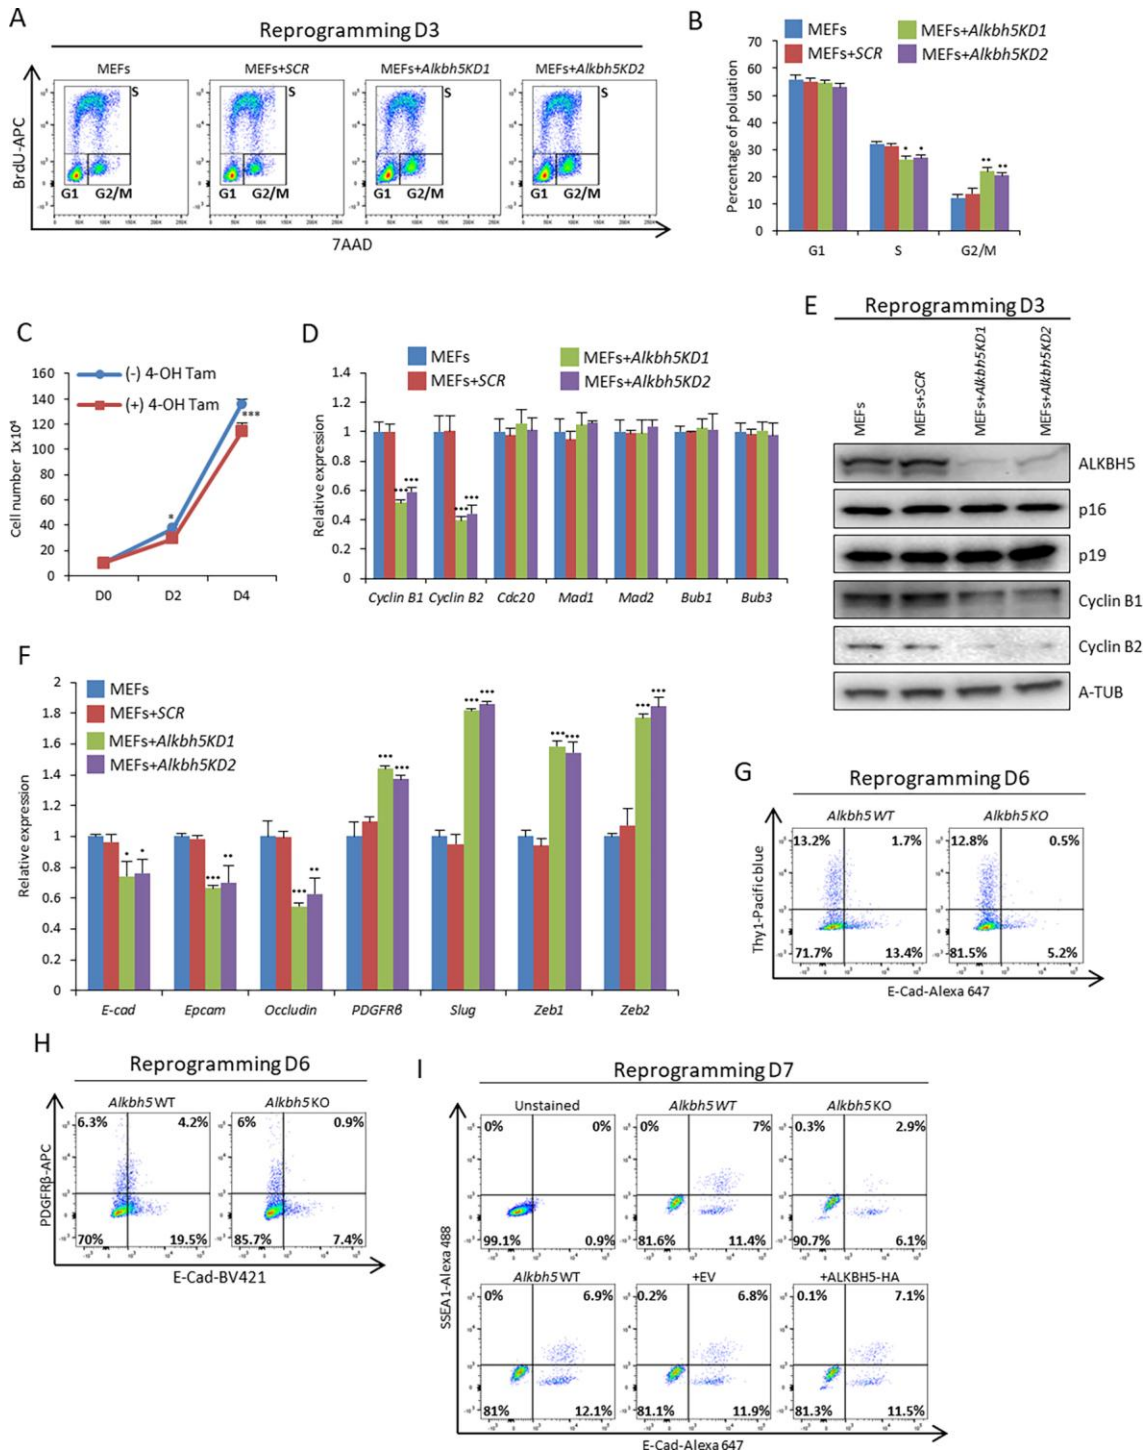 A
Reprogramming D3
MEFs
MEFs+SCR
MEFs+Alkbh5KD1
MEFs+Alkbh5KD2
BrdU-APC
S
S
S
S
G1 G2/M
G1 G2/M
G1 G2/M
G1 G2/M
7AAD
B
MEFs
MEFs+Alkbh5KD1
MEFs+SCR
MEFs+Alkbh5KD2
Percentage of poluation
70
60
50
40
30
20
10
0
G1 S G2/M
C
(-) 4-OH Tam
(+) 4-OH Tam
Cell number 1x10⁴
160
140
120
100
80
60
40
20
0
***
*
D0 D2 D4
D
MEFs
MEFs+Alkbh5KD1
MEFs+SCR
MEFs+Alkbh5KD2
Relative expression
1.4
1.2
1
0.8
0.6
0.4
0.2
0
Cyclin B1 Cyclin B2 Cdc20 Mad1 Mad2 Bub1 Bub3
E
Reprogramming D3
MEFs
MEFs+SCR
MEFs+Alkbh5KD1
MEFs+Alkbh5KD2
ALKBH5
p16
p19
Cyclin B1
Cyclin B2
A-TUB
F
MEFs
MEFs+SCR
MEFs+Alkbh5KD1
MEFs+Alkbh5KD2
Relative expression
2
1.8
1.6
1.4
1.2
1
0.8
0.6
0.4
0.2
0
E-cad Epcam Occludin PDGFRß Slug Zeb1 Zeb2
G
Reprogramming D6
Alkbh5 WT
Alkbh5 KO
Thy1-Pacific blue
13.2% 1.7%
71.7% 13.4%
12.8% 0.5%
81.5% 5.2%
E-Cad-Alexa 647
H
Reprogramming D6
Alkbh5 WT
Alkbh5 KO
PDGFRβ-APC
6.3% 4.2%
70% 19.5%
6% 0.9%
85.7% 7.4%
E-Cad-BV421
I
Reprogramming D7
SSEA1-Alexa 488
Unstained
0% 0%
99.1% 0.9%
Alkbh5 WT
0% 7%
81.6% 11.4%
Alkbh5 KO
0.3% 2.9%
90.7% 6.1%
Alkbh5 WT
0% 6.9%
81% 12.1%
+EV
0.2% 6.8%
81.1% 11.9%
+ALKBH5-HA
0.1% 7.1%
81.3% 11.5%
E-Cad-Alexa 647